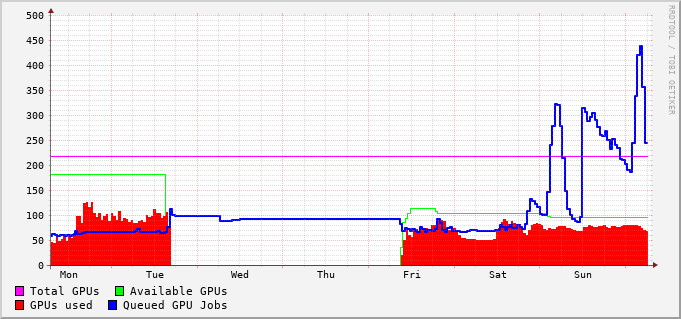 500
450
400
350
300
250
200
150
100
50
0
Mon Tue Wed Thu Fri Sat Sun
Total GPUs Available GPUs
GPUs used Queued GPU Jobs
RRDTOOL / TOBI OETIKER